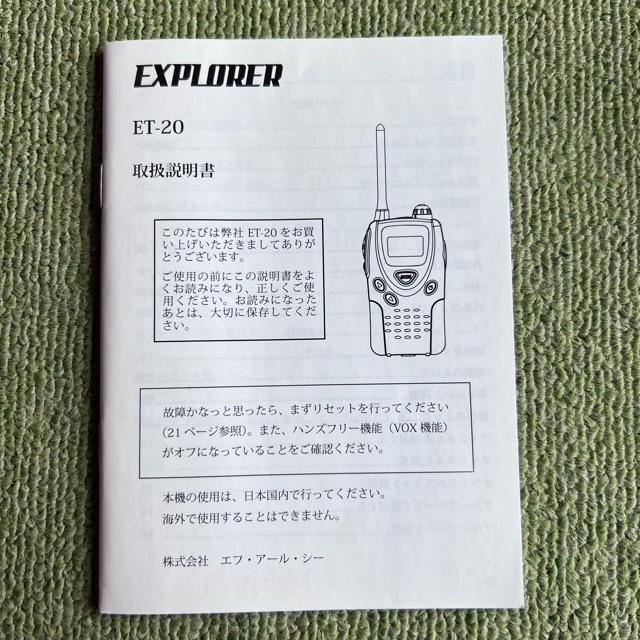 EXPLORER
ET-20
取扱説明書
このたびは弊社 ET-20 をお買
い上げいただきましてありが
とうございます。
ご使用の前にこの説明書をよ
くお読みになり、正しくご使
用ください。お読みになった
あとは、大切に保存してくだ
さい。
故障かなっと思ったら、まずリセットを行ってください
(21 ページ参照)。また、ハンズフリー機能（VOX 機能）
がオフになっていることをご確認ください。
本機の使用は、日本国内で行ってください。
海外で使用することはできません。
株式会社　エフ・アール・シー